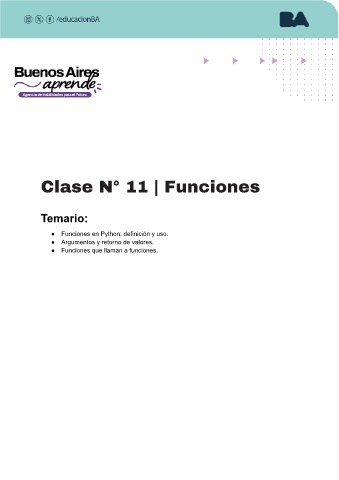 /educacionBA
BA
Buenos Aires
aprende
Agencia de Habilidades para el Futuro
Clase N° 11 | Funciones
Temario:
● Funciones en Python: definición y uso.
● Argumentos y retorno de valores.
● Funciones que llaman a funciones.